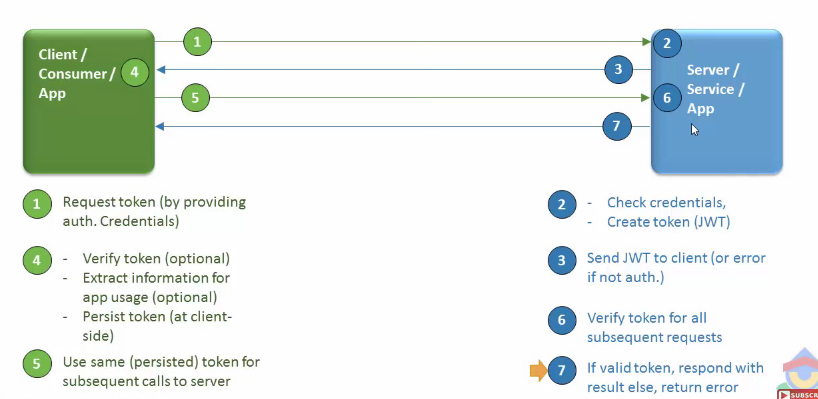 Client /
Consumer /
App
1
2
3
4
5
6
7
Server /
Service /
App
1 Request token (by providing
auth. Credentials)
4 - Verify token (optional)
- Extract information for
app usage (optional)
- Persist token (at client-
side)
5 Use same (persisted) token for
subsequent calls to server
2 - Check credentials,
- Create token (JWT)
3 Send JWT to client (or error
if not auth.)
6 Verify token for all
subsequent requests
7 If valid token, respond with
result else, return error
SUBSCR